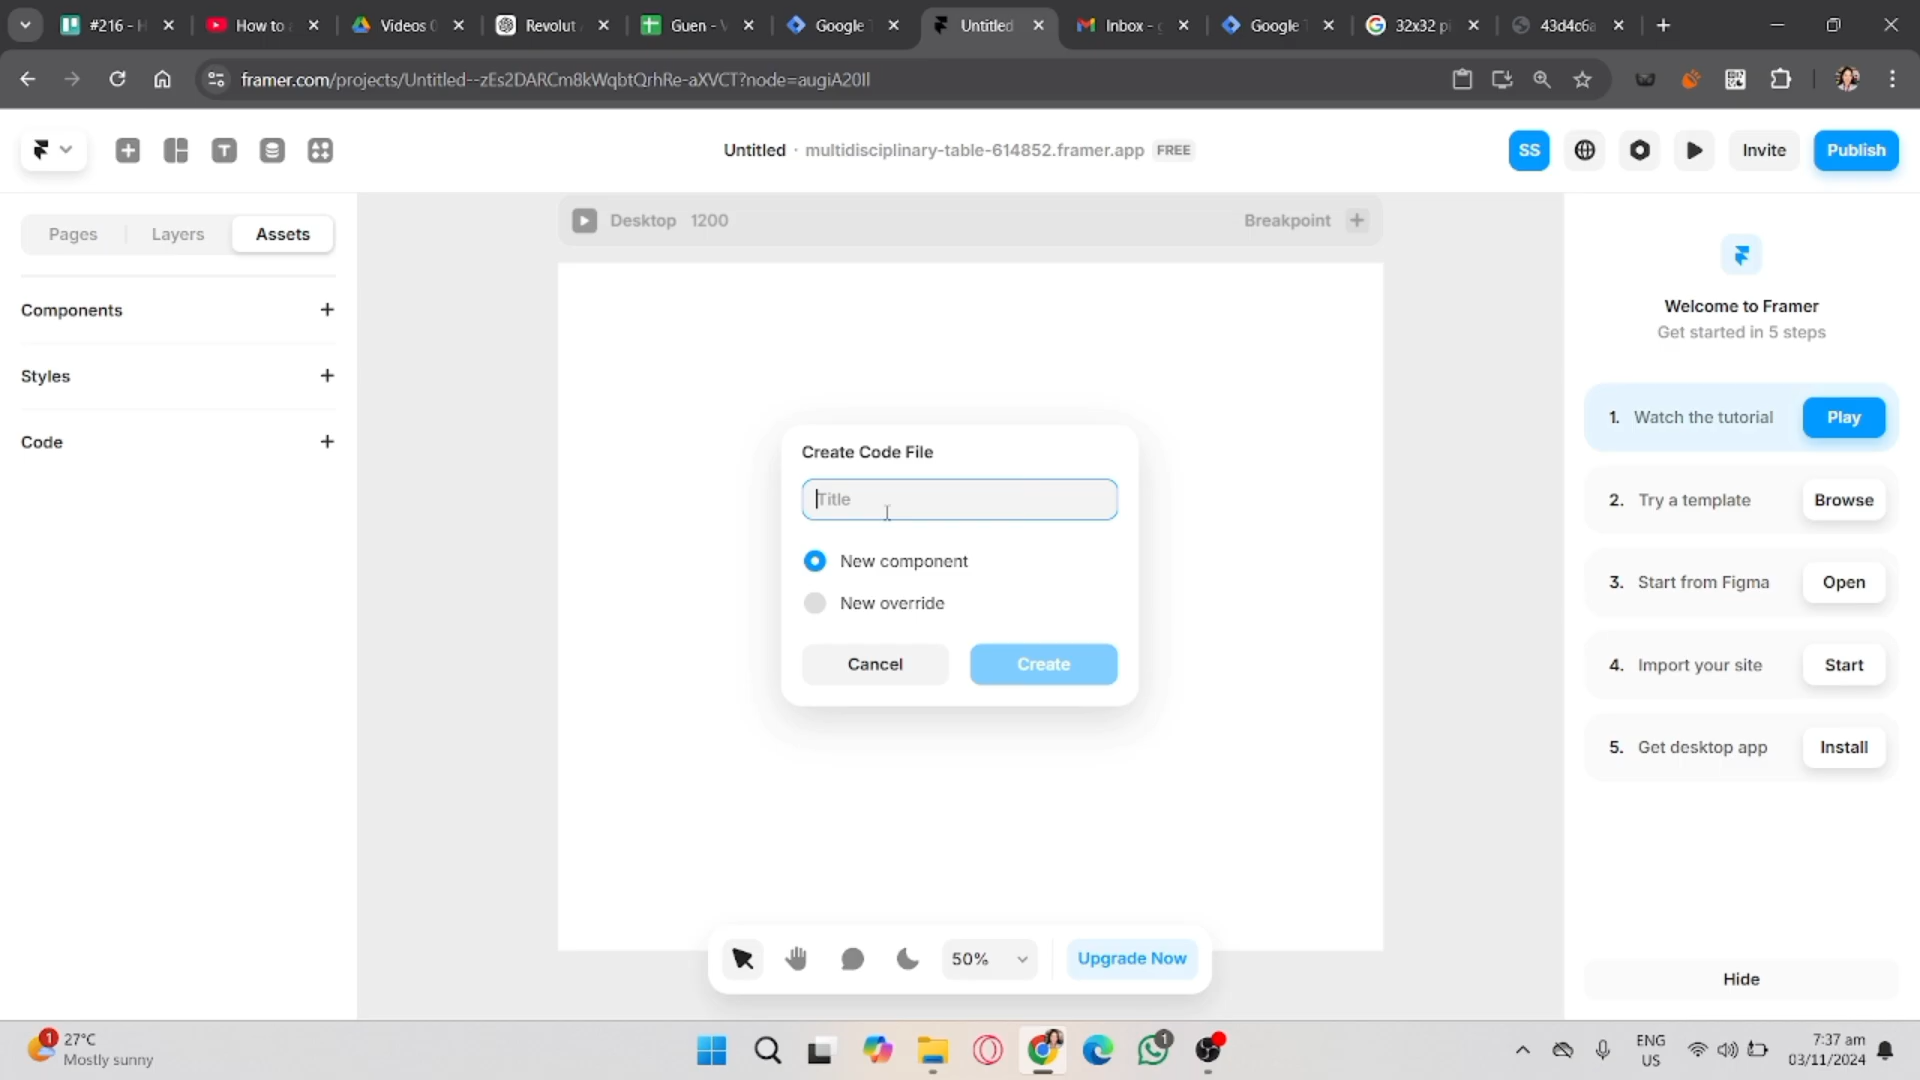 #216 - H
How to
Videos
Revolut
Guen - V
Google T
Untitled
Inbox - g
Google T
32x32 pi
43d4c6a
framer.com/projects/Untitled--zEs2DARCm8kWqbtQrhRe-aXVCT?node=augiA20Il
Untitled · multidisciplinary-table-614852.framer.app FREE
SS
Invite
Publish
Pages
Layers
Assets
Desktop 1200
Breakpoint +
Components +
Styles +
Code +
Create Code File
Title
New component
New override
Cancel
Create
Welcome to Framer
Get started in 5 steps
1. Watch the tutorial Play
2. Try a template Browse
3. Start from Figma Open
4. Import your site Start
5. Get desktop app Install
Hide
50%
Upgrade Now
1
27°C
Mostly sunny
1
ENG
US
7:37 am
03/11/2024